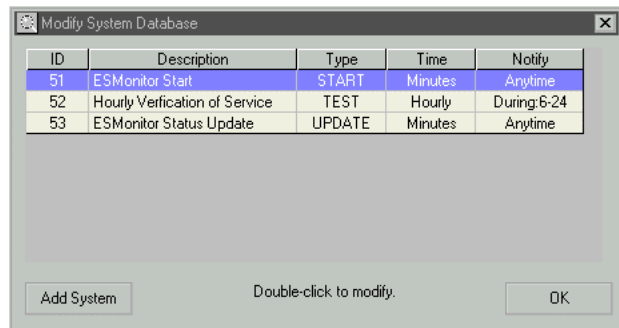 Modify System Database
ID Description Type Time Notify
51 ESMonitor Start START Minutes Anytime
52 Hourly Verfication of Service TEST Hourly During:6-24
53 ESMonitor Status Update UPDATE Minutes Anytime
Add System Double-click to modify. OK